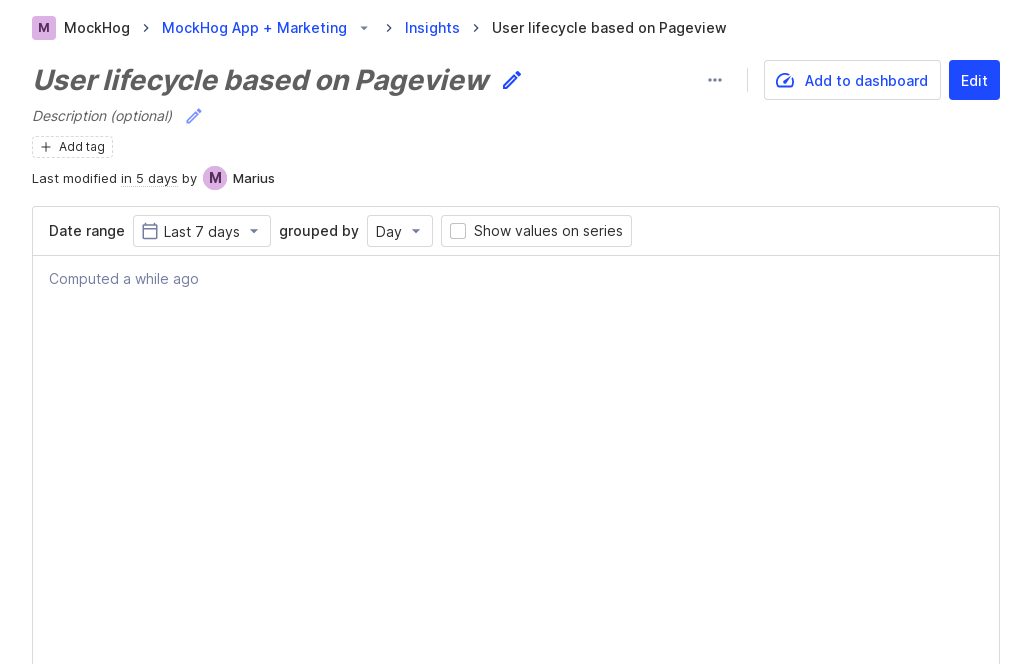 M MockHog MockHog App + Marketing Insights User lifecycle based on Pageview
User lifecycle based on Pageview
Add to dashboard Edit
Description (optional)
Add tag
Last modified in 5 days by M Marius
Date range Last 7 days grouped by Day Show values on series
Computed a while ago